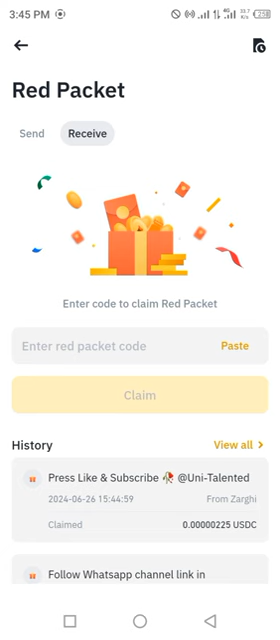 3:45 PM
Red Packet
Send
Receive
Enter code to claim Red Packet
Enter red packet code
Paste
Claim
History
View all
Press Like & Subscribe 🥀 @Uni-Talented
2024-06-26 15:44:59
From Zarghi
Claimed
0.00000225 USDC
Follow Whatsapp channel link in